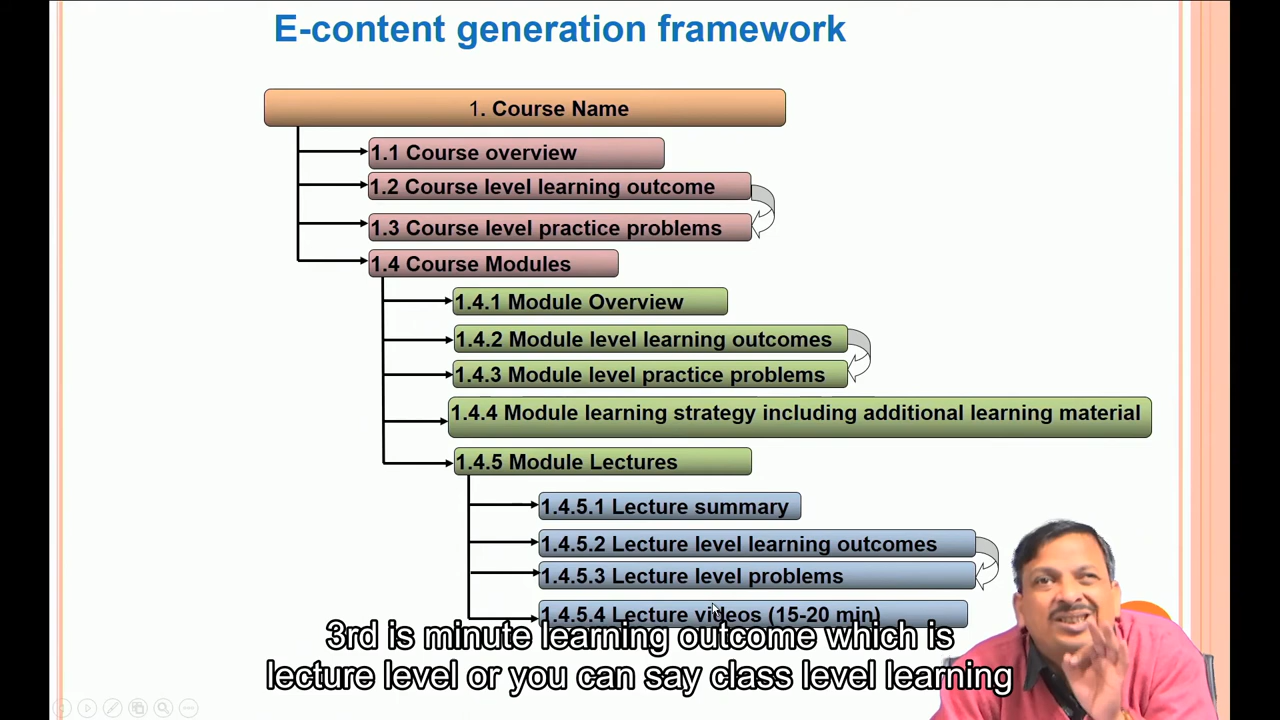 E-content generation framework
1. Course Name
1.1 Course overview
1.2 Course level learning outcome
1.3 Course level practice problems
1.4 Course Modules
1.4.1 Module Overview
1.4.2 Module level learning outcomes
1.4.3 Module level practice problems
1.4.4 Module learning strategy including additional learning material
1.4.5 Module Lectures
1.4.5.1 Lecture summary
1.4.5.2 Lecture level learning outcomes
1.4.5.3 Lecture level problems
1.4.5.4 Lecture videos (15-20 min)
3rd is minute learning outcome which is
lecture level or you can say class level learning